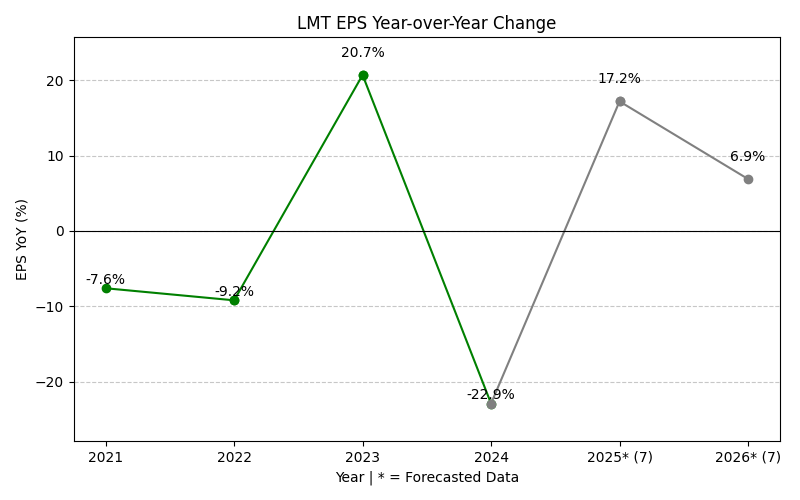 LMT EPS Year-over-Year Change
20.7%
17.2%
6.9%
-7.6%
-9.2%
-22.9%
20
10
0
−10
−20
EPS YoY (%)
2021 2022 2023 2024 2025* (7) 2026* (7)
Year | * = Forecasted Data